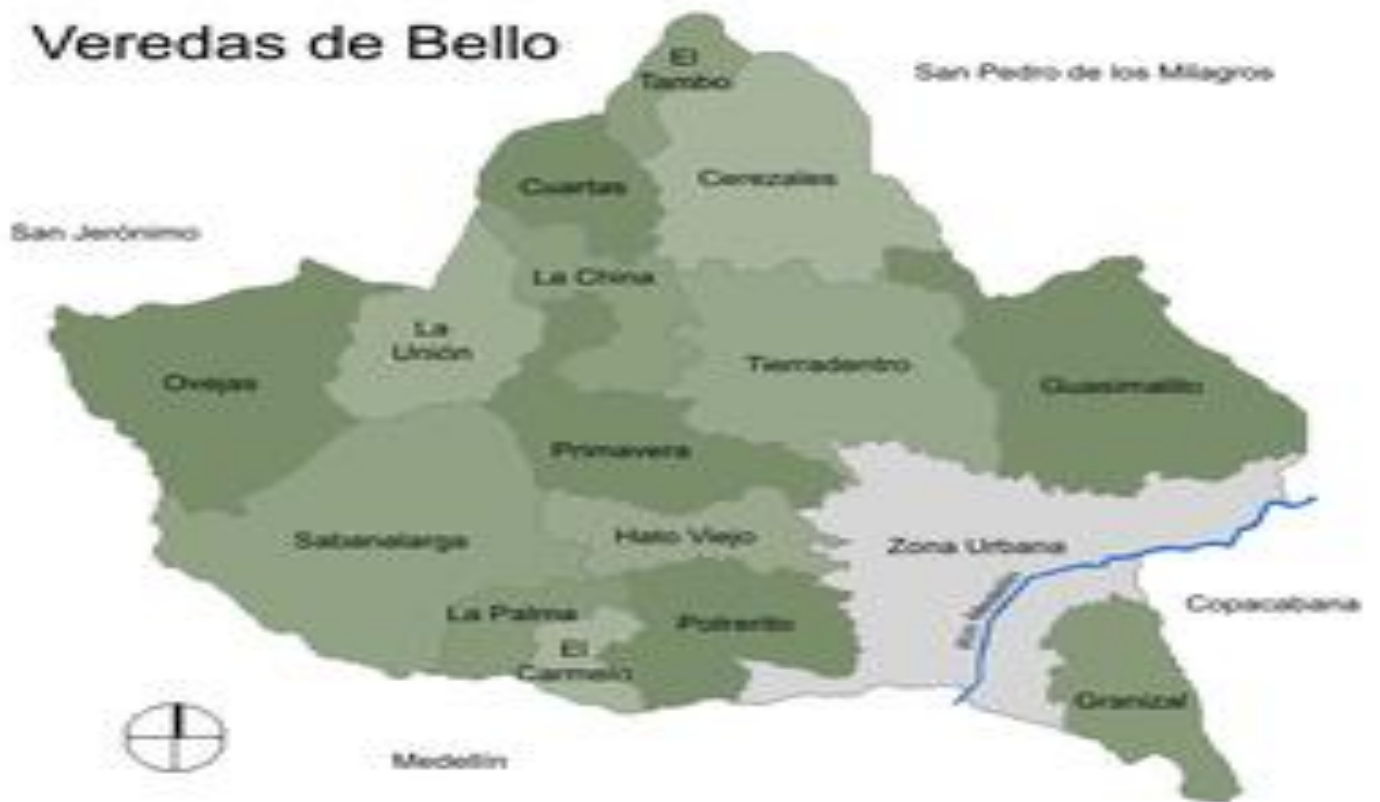 Veredas de Bello
El
Tambo
San Pedro de los Milagros
Cuartas
Cerezales
San Jerónimo
La China
La
Unión
Ovejas
Tierradentro
Guasimalito
Primavera
Sabanalarga
Hato Viejo
Zona Urbana
La Palma
Potrerito
El
Carmelo
Río
Copacabana
Granizal
Medellín